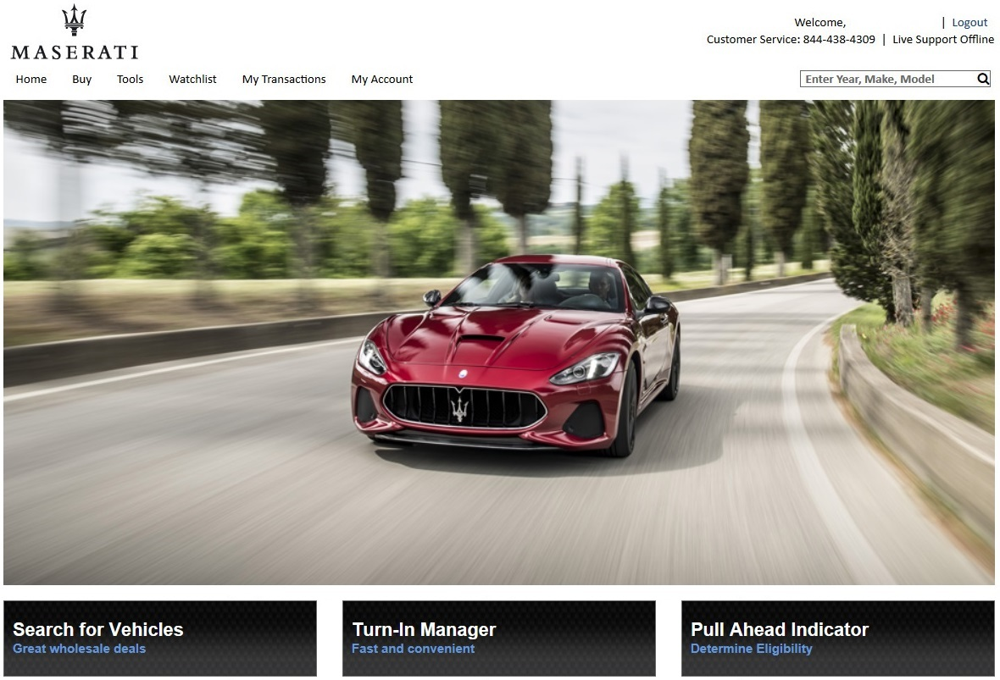 MASERATI
Welcome, | Logout
Customer Service: 844-438-4309 | Live Support Offline
Home Buy Tools Watchlist My Transactions My Account
Enter Year, Make, Model
Search for Vehicles
Great wholesale deals
Turn-In Manager
Fast and convenient
Pull Ahead Indicator
Determine Eligibility